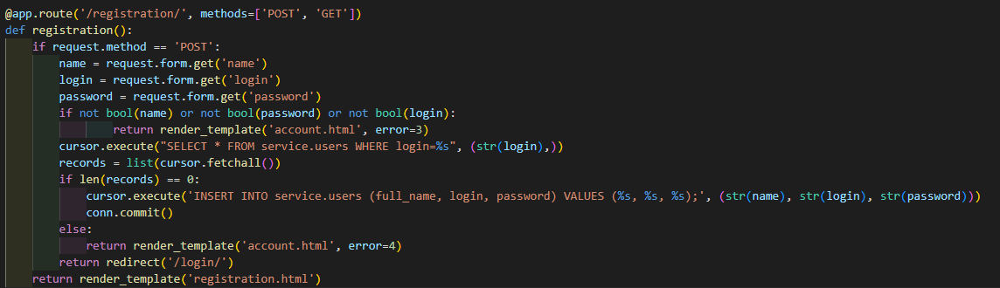 @app.route('/registration/', methods=['POST', 'GET'])
def registration():
    if request.method == 'POST':
        name = request.form.get('name')
        login = request.form.get('login')
        password = request.form.get('password')
        if not bool(name) or not bool(password) or not bool(login):
                return render_template('account.html', error=3)
        cursor.execute("SELECT * FROM service.users WHERE login=%s", (str(login),))
        records = list(cursor.fetchall())
        if len(records) == 0:
            cursor.execute('INSERT INTO service.users (full_name, login, password) VALUES (%s, %s, %s);', (str(name), str(login), str(password)))
            conn.commit()
        else:
            return render_template('account.html', error=4)
        return redirect('/login/')
    return render_template('registration.html')